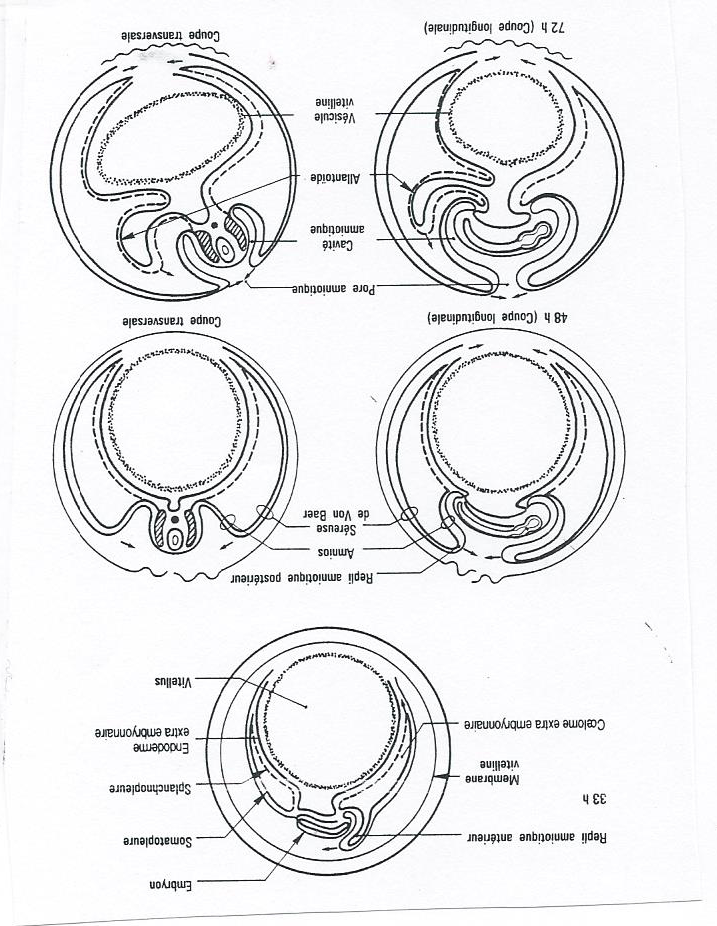 Embryon
Repli amniotique antérieur
Somatopleure
33 h
Splanchnopleure
Membrane
vitelline
Endoderme
extra embryonnaire
Cœlome extra embryonnaire
Vitellus
Repli amniotique postérieur
Amnios
Séreuse
de Von Baer
48 h (Coupe longitudinale)
Coupe transversale
Pore amniotique
Cavité
amniotique
Allantoïde
Vésicule
vitelline
72 h (Coupe longitudinale)
Coupe transversale